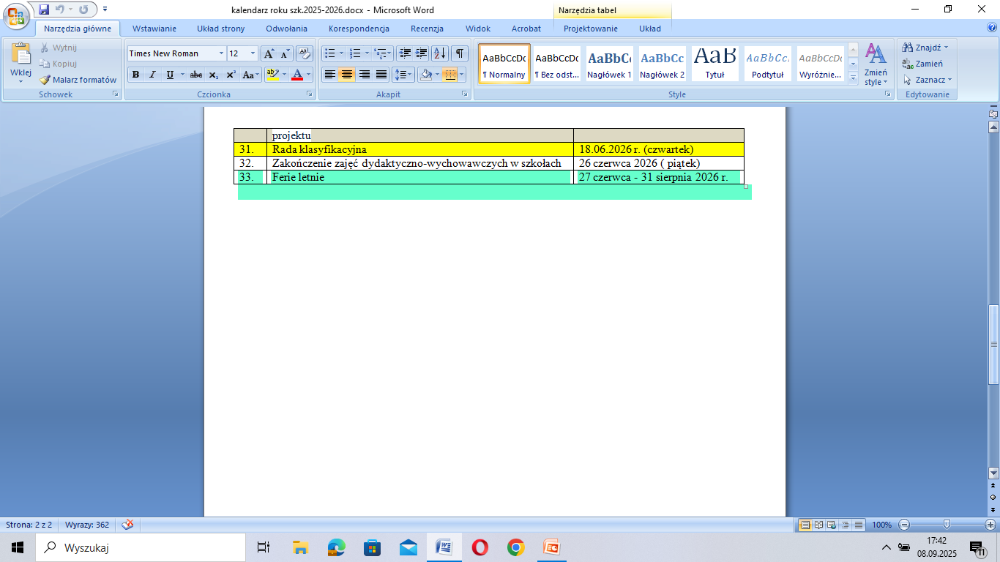 kalendarz roku szk.2025-2026.docx - Microsoft Word
Narzędzia tabel
Narzędzia główne Wstawianie Układ strony Odwołania Korespondencja Recenzja Widok Acrobat Projektowanie Układ
Wklej
Wytnij
Kopiuj
Malarz formatów
Schowek
Times New Roman 12
B I U abc x₂ x² Aa
Czcionka
Akapit
AaBbCcDc AaBbCcDc AaBbCc AaBbCc AaB AaBbCc. AaBbCcDc
¶ Normalny ¶ Bez odst... Nagłówek 1 Nagłówek 2 Tytuł Podtytuł Wyróżnie...
Zmień style
Style
Znajdź
Zamień
Zaznacz
Edytowanie
projektu
31. Rada klasyfikacyjna 18.06.2026 r. (czwartek)
32. Zakończenie zajęć dydaktyczno-wychowawczych w szkołach 26 czerwca 2026 ( piątek)
33. Ferie letnie 27 czerwca - 31 sierpnia 2026 r.
Strona: 2 z 2 Wyrazy: 362 100%
Wyszukaj
17:42
08.09.2025
11